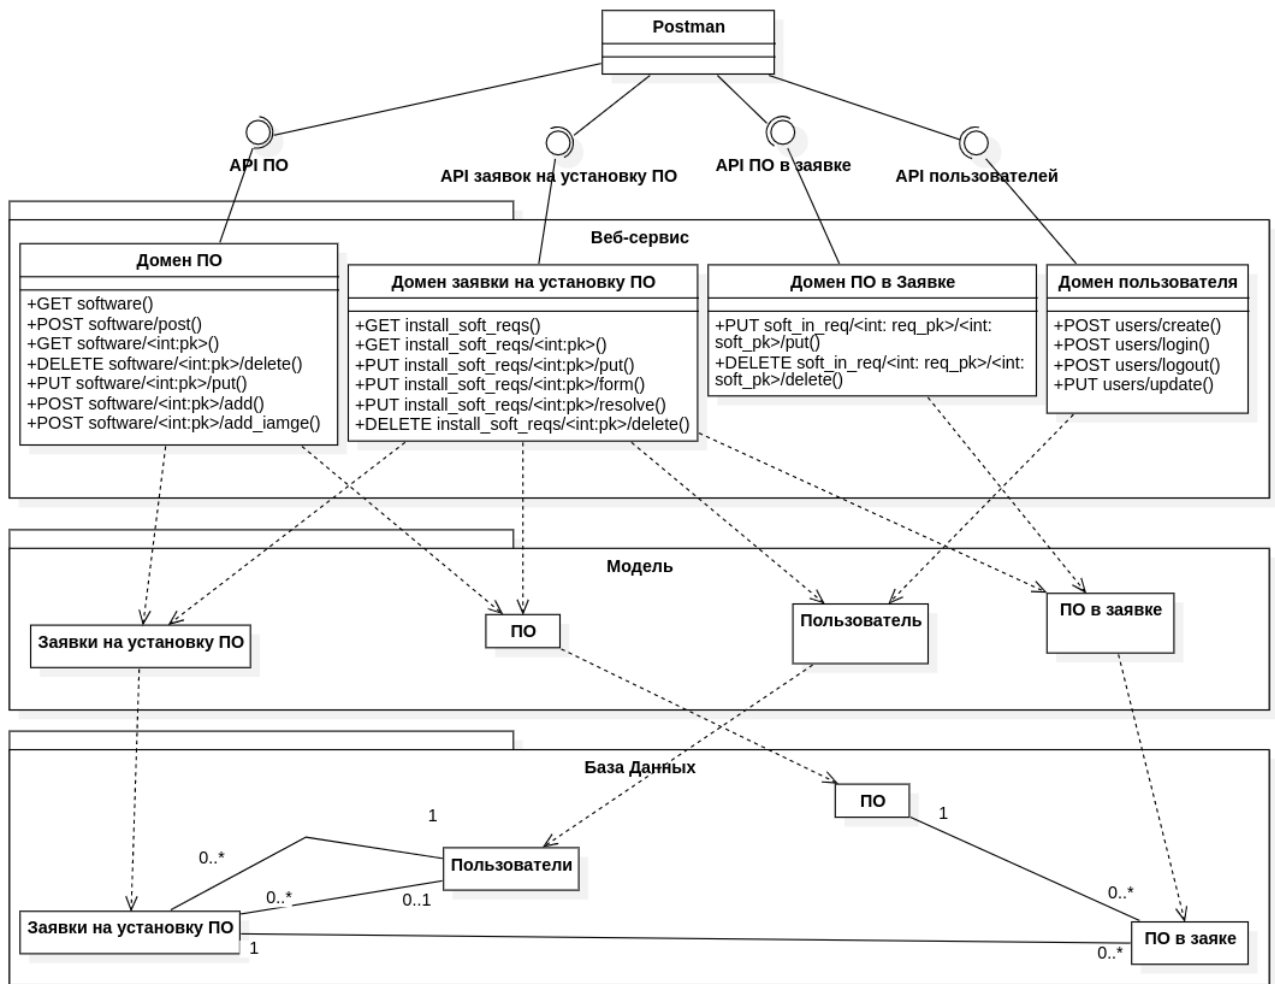 Postman
API ПО
API заявок на установку ПО
API ПО в заявке
API пользователей
Веб-сервис
Домен ПО
+GET software()
+POST software/post()
+GET software/<int:pk>()
+DELETE software/<int:pk>/delete()
+PUT software/<int:pk>/put()
+POST software/<int:pk>/add()
+POST software/<int:pk>/add_iamge()
Домен заявки на установку ПО
+GET install_soft_reqs()
+GET install_soft_reqs/<int:pk>()
+PUT install_soft_reqs/<int:pk>/put()
+PUT install_soft_reqs/<int:pk>/form()
+PUT install_soft_reqs/<int:pk>/resolve()
+DELETE install_soft_reqs/<int:pk>/delete()
Домен ПО в Заявке
+PUT soft_in_req/<int: req_pk>/<int:
soft_pk>/put()
+DELETE soft_in_req/<int: req_pk>/<int:
soft_pk>/delete()
Домен пользователя
+POST users/create()
+POST users/login()
+POST users/logout()
+PUT users/update()
Модель
Заявки на установку ПО
ПО
Пользователь
ПО в заявке
База Данных
ПО
1
1
0..*
Пользователи
0..*
0..*
0..1
Заявки на установку ПО
1
0..*
ПО в заяке